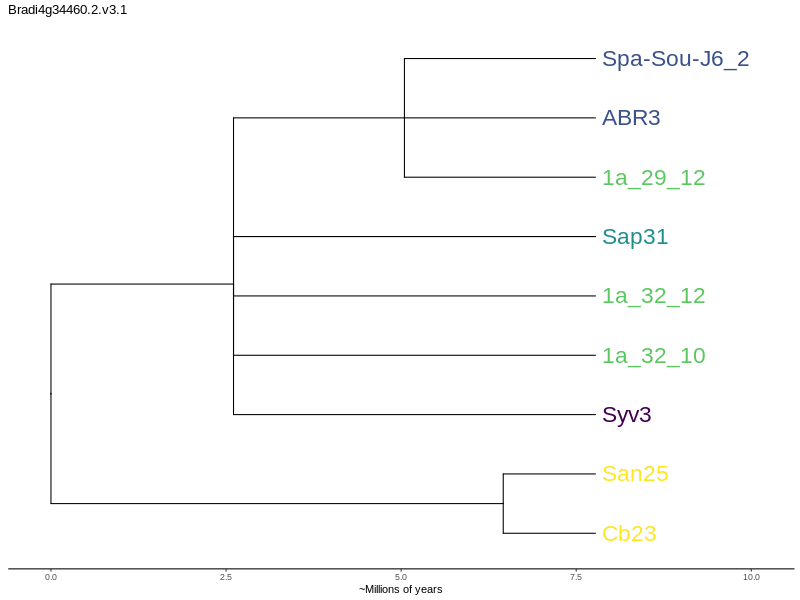 Bradi4g34460.2.v3.1
Spa-Sou-J6_2
ABR3
1a_29_12
Sap31
1a_32_12
1a_32_10
Syv3
San25
Cb23
0.0 2.5 5.0 7.5 10.0
~Millions of years